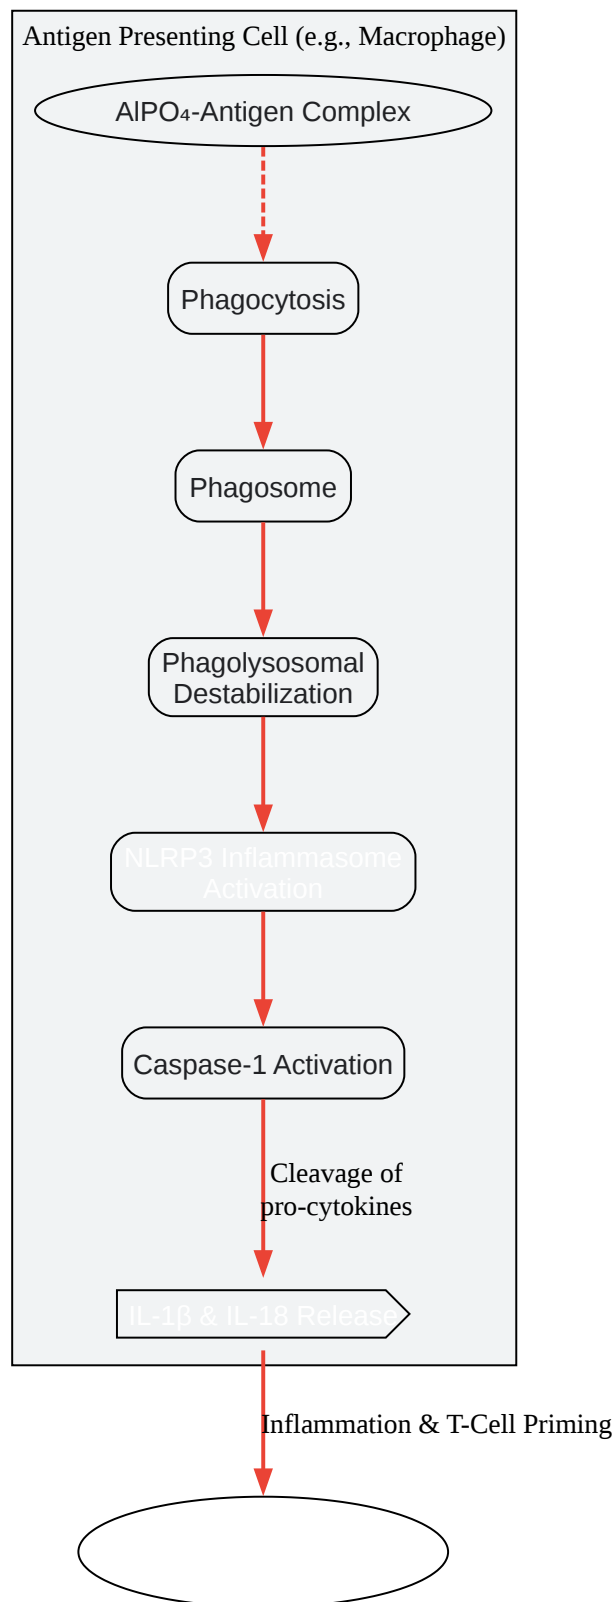 Antigen Presenting Cell (e.g., Macrophage)
AlPO₄-Antigen Complex
Phagocytosis
Phagosome
Phagolysosomal
Destabilization
NLRP3 Inflammasome
Activation
Caspase-1 Activation
Cleavage of
pro-cytokines
IL-1β & IL-18 Release
Inflammation & T-Cell Priming